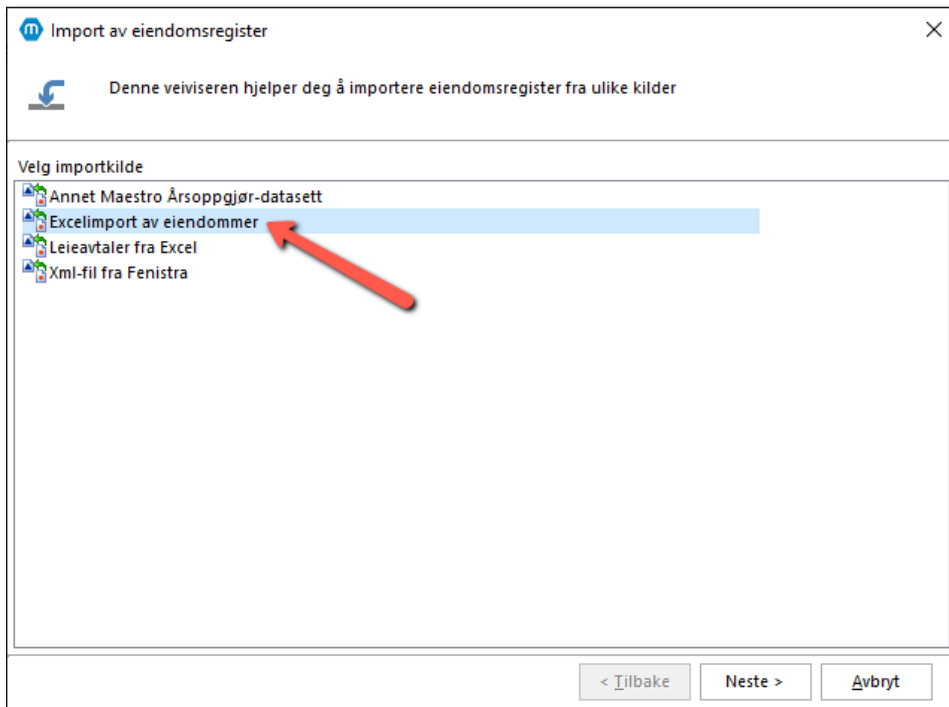 Import av eiendomsregister
Denne veiviseren hjelper deg å importere eiendomsregister fra ulike kilder
Velg importkilde
Annet Maestro Årsoppgjør-datasett
Excelimport av eiendommer
Leieavtaler fra Excel
Xml-fil fra Fenistra
< Tilbake
Neste >
Avbryt